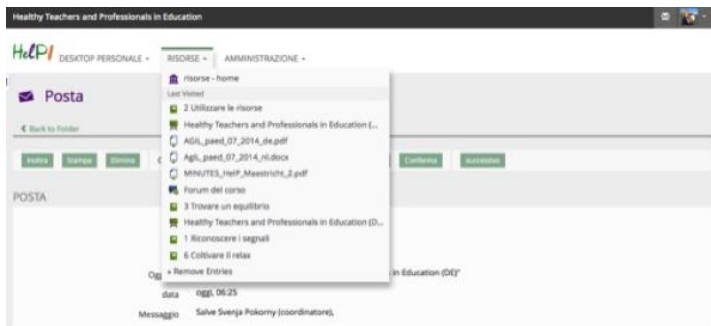 Healthy Teachers and Professionals in Education
HelP! DESKTOP PERSONALE RISORSE AMMINISTRAZIONE
risorse - home
Last Visited
Posta
2 Utilizzare le risorse
Healthy Teachers and Professionals in Education (...
‹ Back to Folder
AGIL_paed_07_2014_de.pdf
AgIL_paed_07_2014_nl.docx
Inoltra Stampa Elimina Conferma successivo
MINUTES_HelP_Maestricht_2.pdf
Forum del corso
POSTA
3 Trovare un equilibrio
Healthy Teachers and Professionals in Education (D...
1 Riconoscere i segnali
6 Coltivare il relax
» Remove Entries
Ogg in Education (DE)"
data oggi, 06:25
Messaggio Salve Svenja Pokorny (coordinatore),